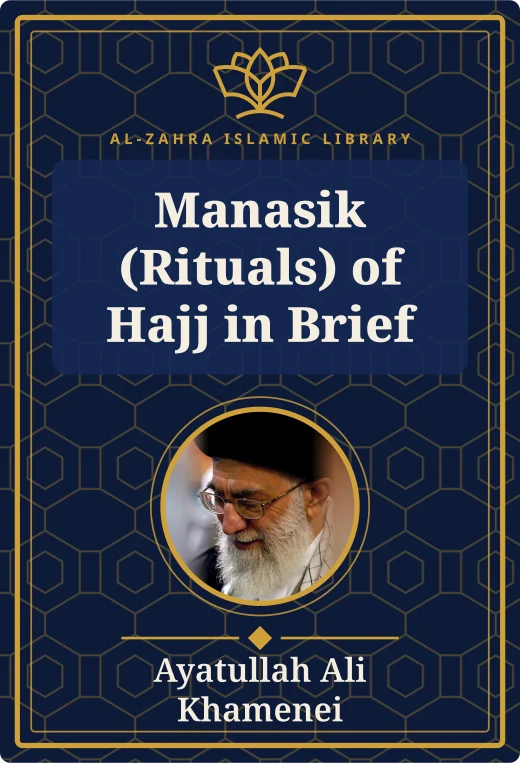 AL-ZAHRA ISLAMIC LIBRARY
Manasik
(Rituals) of
Hajj in Brief
Ayatullah Ali
Khamenei